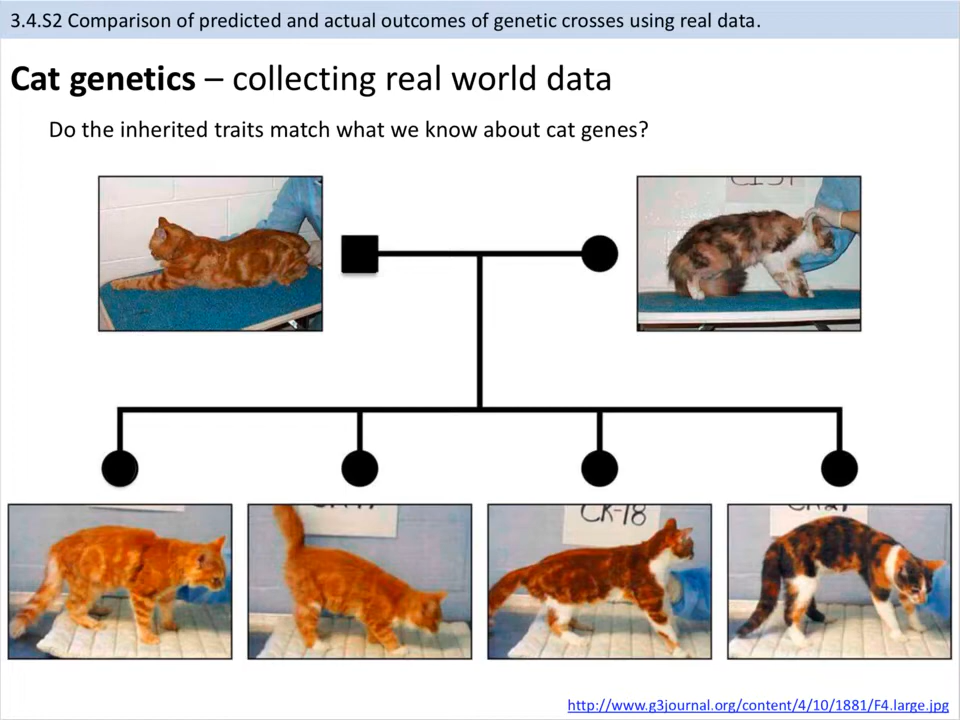 3.4.S2 Comparison of predicted and actual outcomes of genetic crosses using real data.
Cat genetics – collecting real world data
Do the inherited traits match what we know about cat genes?
CK-18
http://www.g3journal.org/content/4/10/1881/F4.large.jpg